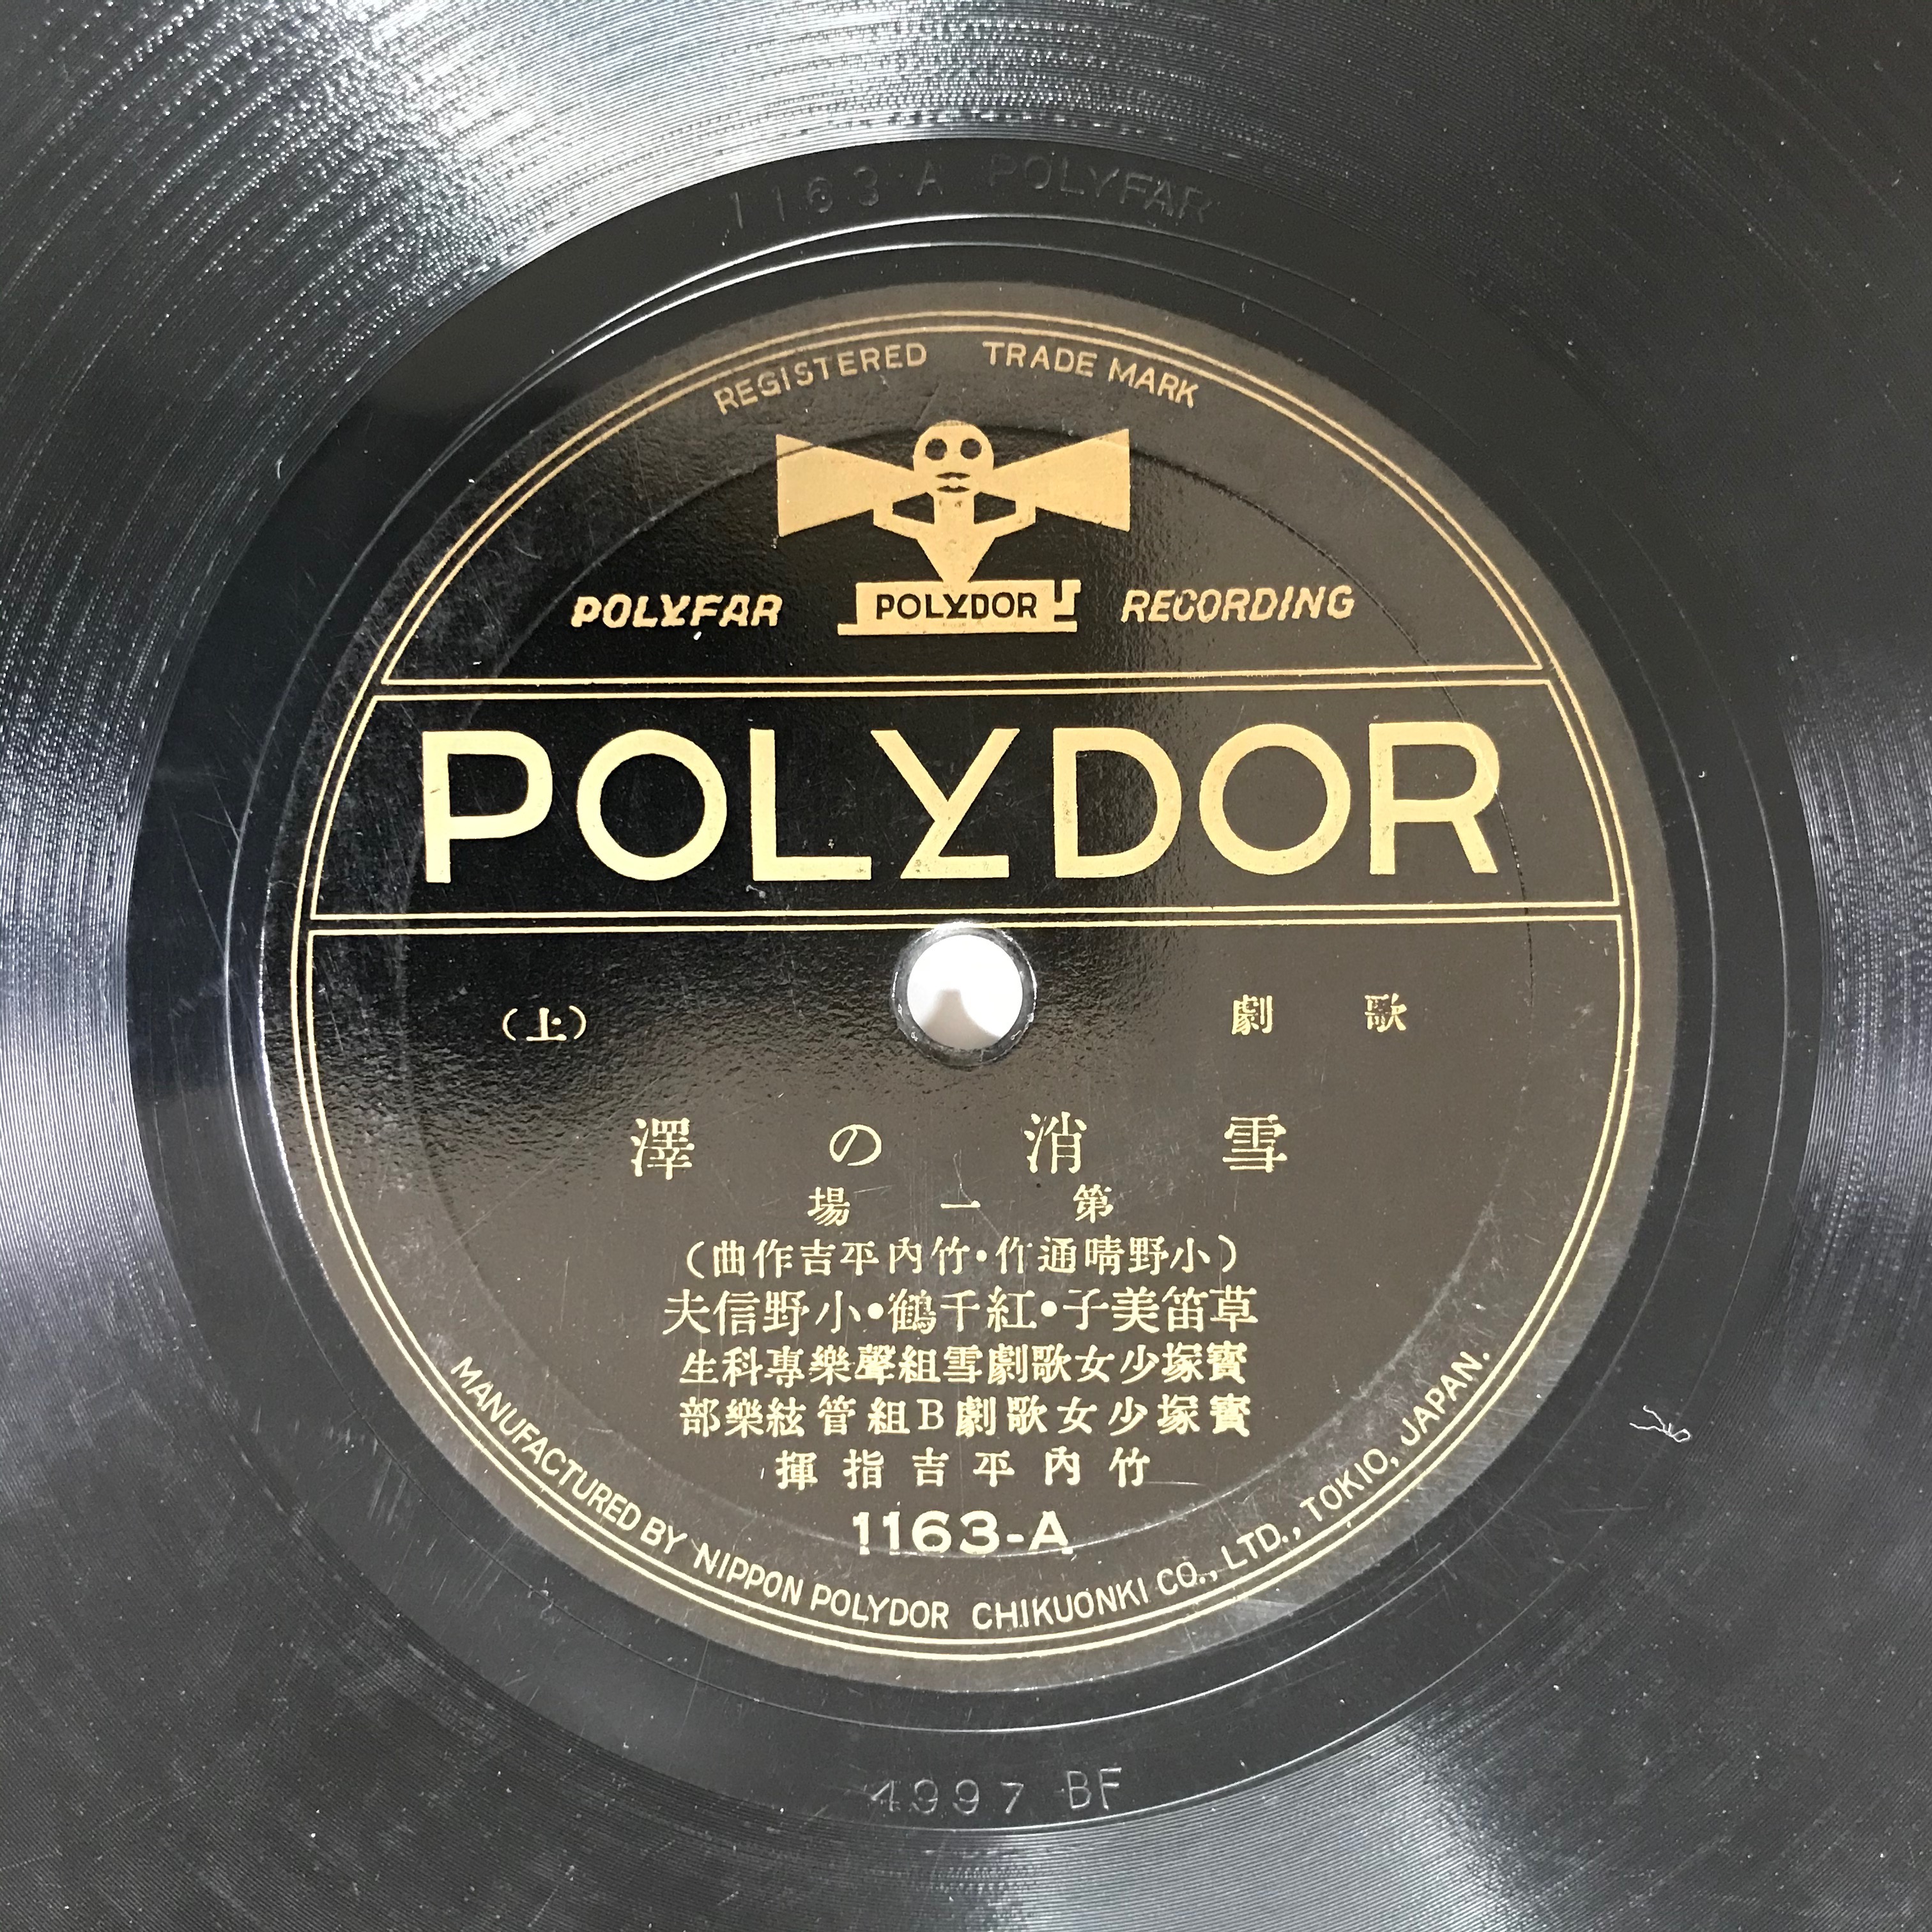 1163 A POLYFAR
REGISTERED TRADE MARK
POLYFAR POLYDOR RECORDING
POLYDOR
歌劇 (上)
雪消の澤
第一場
(小野晴通作・竹內平吉作曲)
草笛美子・紅千鶴・小野信夫
寶塚少女歌劇雪組聲樂專科生
寶塚少女歌劇B組管絃樂部
竹內平吉指揮
1163-A
MANUFACTURED BY NIPPON POLYDOR CHIKUONKI CO., LTD., TOKIO, JAPAN.
4997 BF